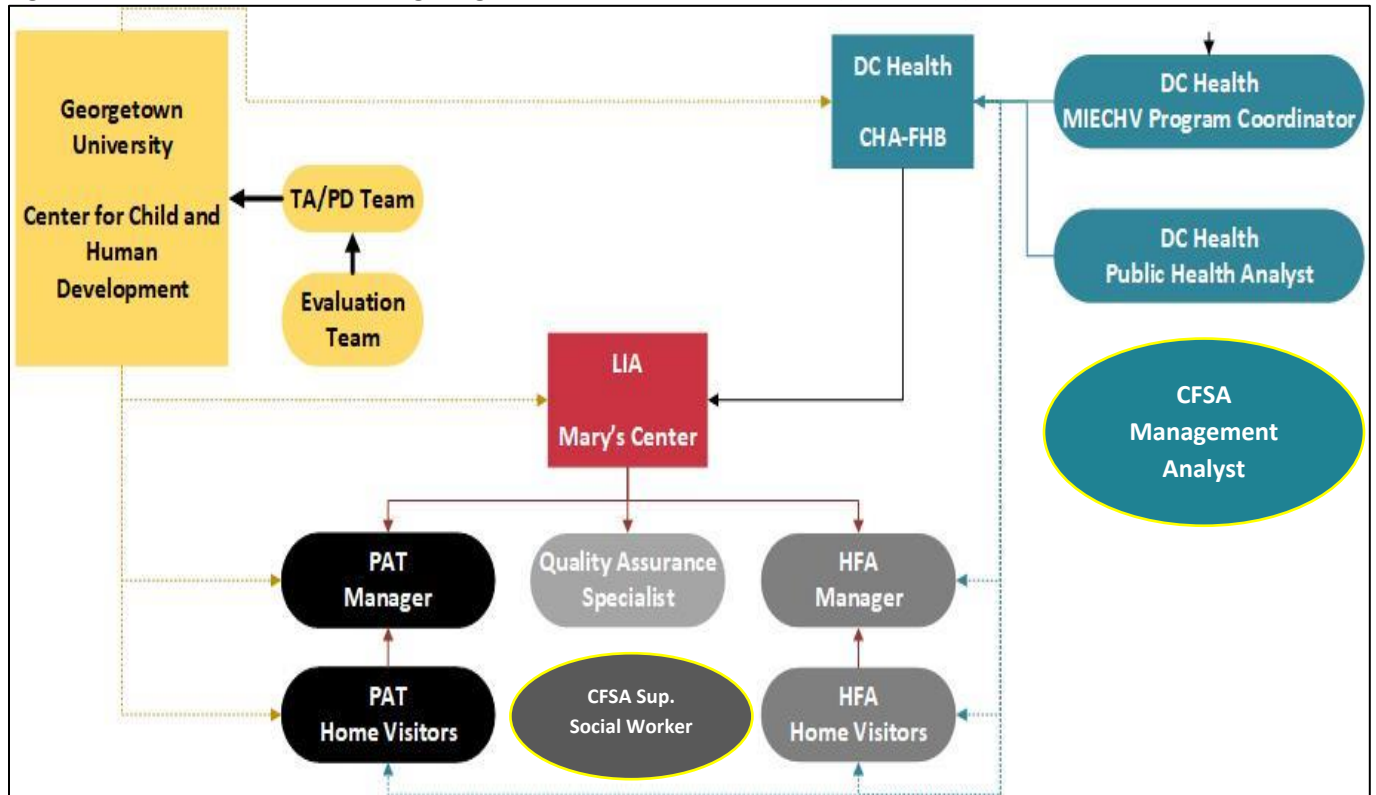 Georgetown
University
Center for Child and
Human
Development
TA/PD Team
Evaluation
Team
DC Health
CHA-FHB
DC Health
MIECHV Program Coordinator
DC Health
Public Health Analyst
CFSA
Management
Analyst
LIA
Mary's Center
PAT
Manager
Quality Assurance
Specialist
HFA
Manager
PAT
Home Visitors
CFSA Sup.
Social Worker
HFA
Home Visitors